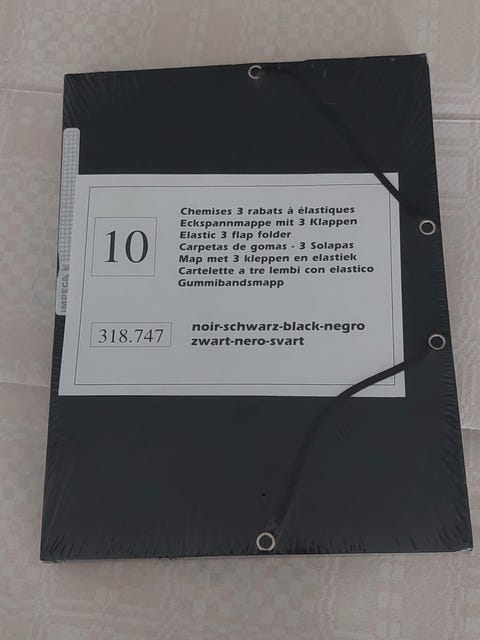 10
Chemises 3 rabats à élastiques
Eckspannmappe mit 3 Klappen
Elastic 3 flap folder
Carpetas de gomas - 3 Solapas
Map met 3 kleppen en elastiek
Cartelette a tre lembi con elastico
Gummibandsmapp
318.747
noir-schwarz-black-negro
zwart-nero-svart
IMPEGA